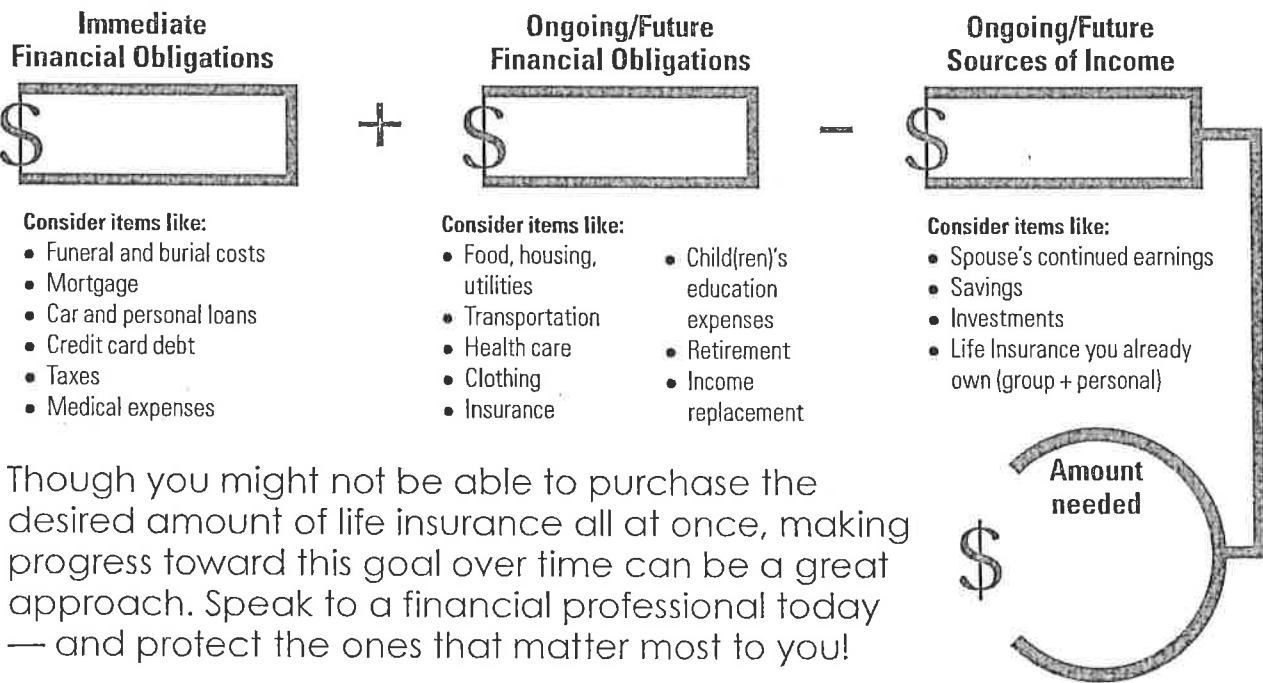 Immediate
Financial Obligations
$
+
Ongoing/Future
Financial Obligations
$
–
Ongoing/Future
Sources of Income
$
Consider items like:
• Funeral and burial costs
• Mortgage
• Car and personal loans
• Credit card debt
• Taxes
• Medical expenses
Consider items like:
• Food, housing,
utilities
• Transportation
• Health care
• Clothing
• Insurance
• Child(ren)'s
education
expenses
• Retirement
• Income
replacement
Consider items like:
• Spouse's continued earnings
• Savings
• Investments
• Life Insurance you already
own (group + personal)
Though you might not be able to purchase the
desired amount of life insurance all at once, making
progress toward this goal over time can be a great
approach. Speak to a financial professional today
— and protect the ones that matter most to you!
Amount
needed
$